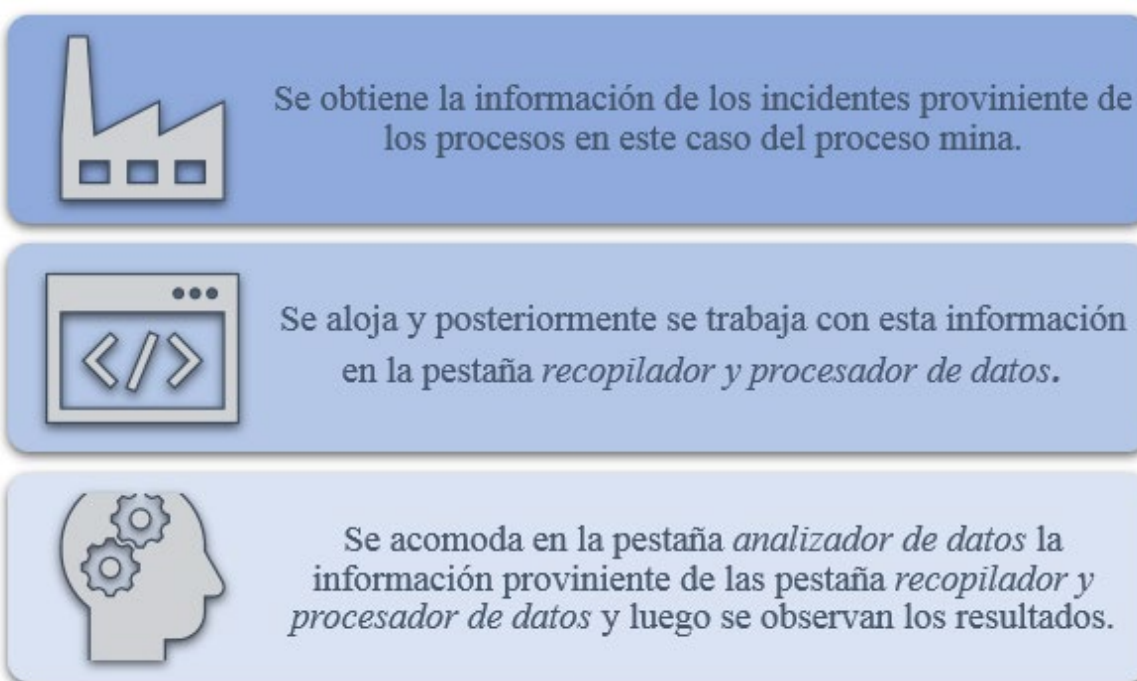 Se obtiene la información de los incidentes proviniente de
los procesos en este caso del proceso mina.
Se aloja y posteriormente se trabaja con esta información
en la pestaña recopilador y procesador de datos.
Se acomoda en la pestaña analizador de datos la
información proviniente de las pestaña recopilador y
procesador de datos y luego se observan los resultados.